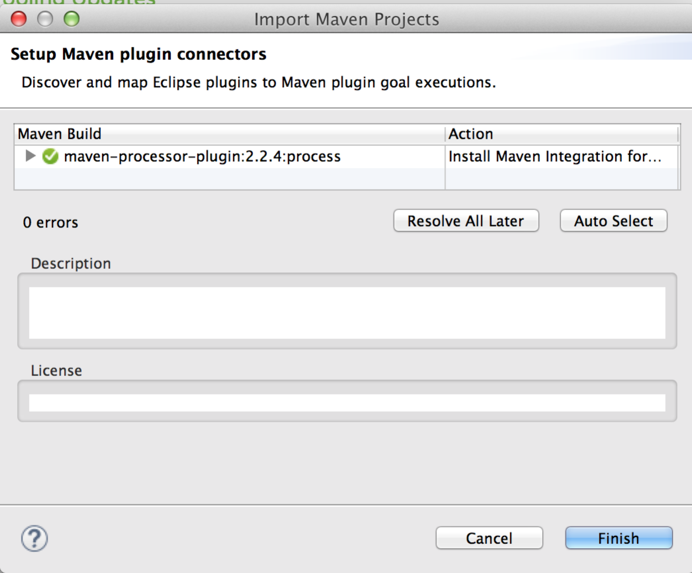 ooling Updates
Import Maven Projects
Setup Maven plugin connectors
Discover and map Eclipse plugins to Maven plugin goal executions.
Maven Build Action
maven-processor-plugin:2.2.4:process Install Maven Integration for...
0 errors Resolve All Later Auto Select
Description
License
? Cancel Finish